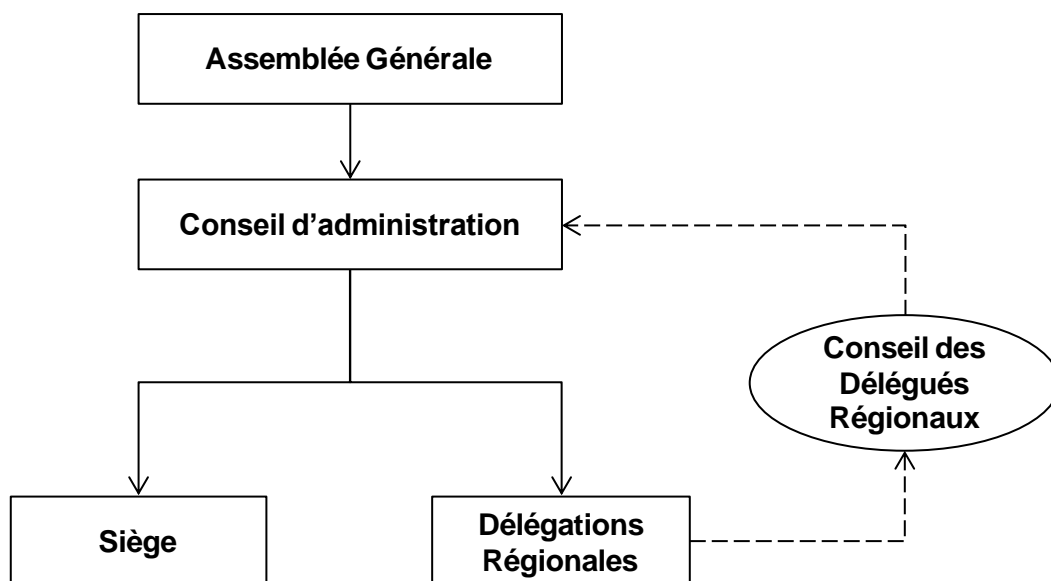 Assemblée Générale
Conseil d’administration
Conseil des
Délégués
Régionaux
Siège
Délégations
Régionales